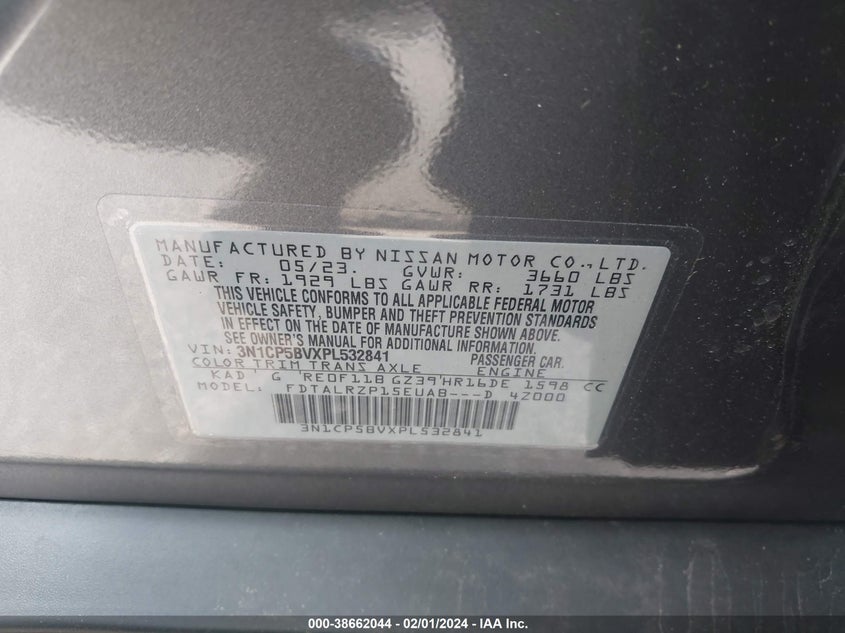 MANUFACTURED BY NISSAN MOTOR CO.,LTD.
DATE: 05/23. GVWR: 3660 LBS
GAWR FR: 1929 LBS GAWR RR: 1731 LBS
THIS VEHICLE CONFORMS TO ALL APPLICABLE FEDERAL MOTOR
VEHICLE SAFETY, BUMPER AND THEFT PREVENTION STANDARDS
IN EFFECT ON THE DATE OF MANUFACTURE SHOWN ABOVE.
SEE OWNER'S MANUAL FOR ADDITIONAL INFORMATION.
VIN: 3N1CP5BVXPL532841 PASSENGER CAR.
COLOR TRIM TRANS AXLE ENGINE
KAD G RE0F11B GZ39 HR16DE 1598 CC
MODEL: FDTALRZP15EUAB---D 4Z000
3N1CP5BVXPL532841
000-38662044 - 02/01/2024 - IAA Inc.